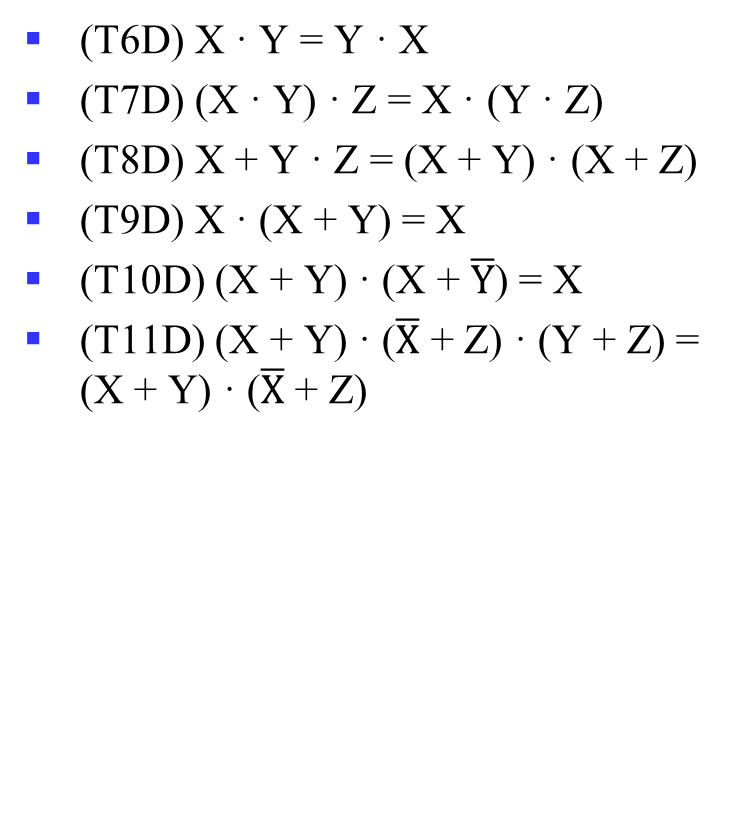 ▪ (T6D) X · Y = Y · X
▪ (T7D) (X · Y) · Z = X · (Y · Z)
▪ (T8D) X + Y · Z = (X + Y) · (X + Z)
▪ (T9D) X · (X + Y) = X
▪ (T10D) (X + Y) · (X + Y̅) = X
▪ (T11D) (X + Y) · (X̅ + Z) · (Y + Z) =
(X + Y) · (X̅ + Z)